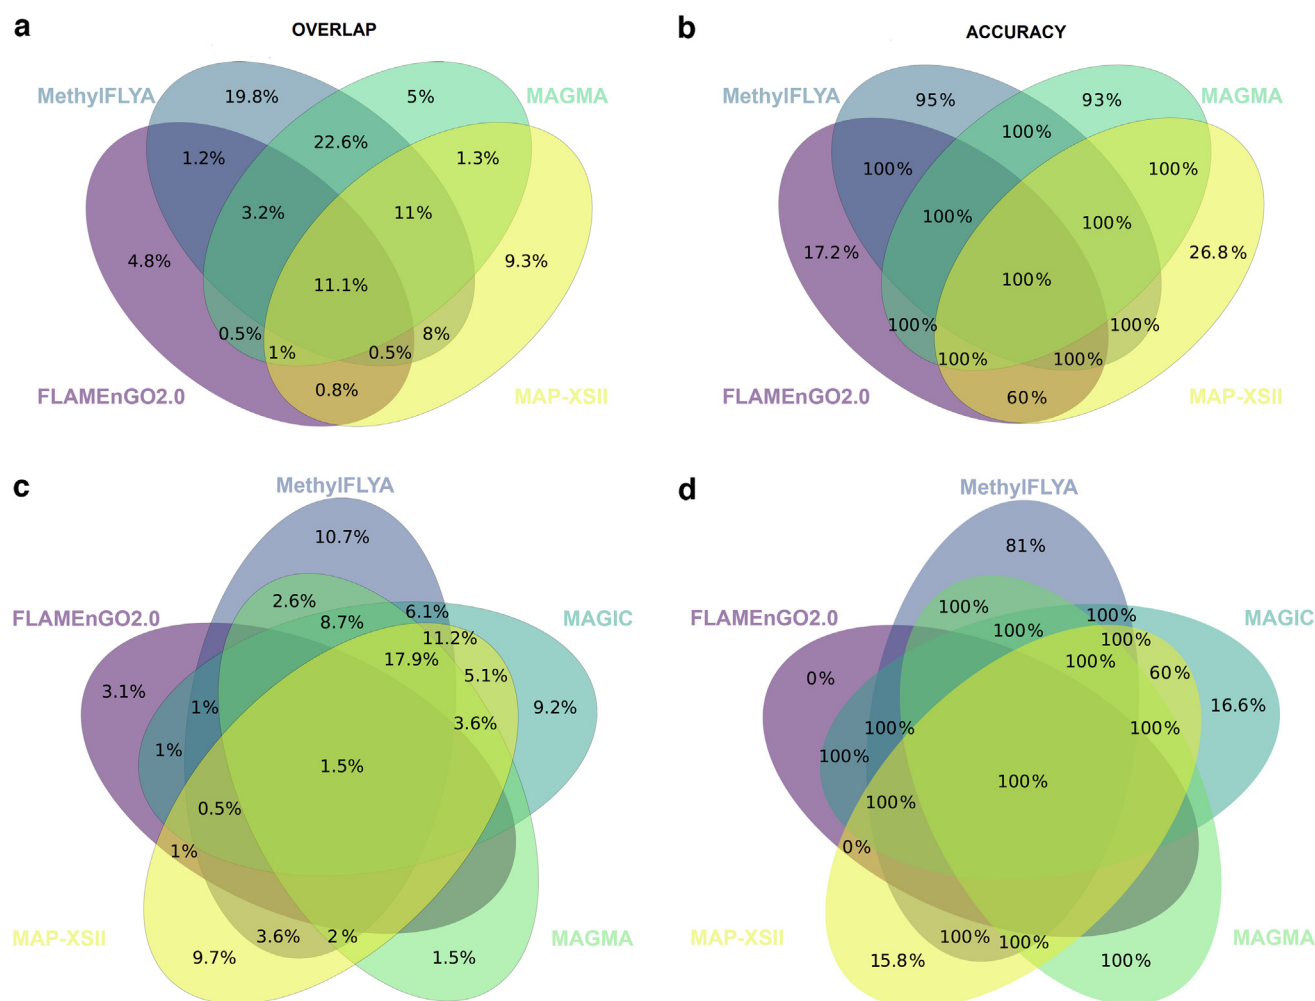 a
OVERLAP
MethylFLYA
19.8%
5%
MAGMA
22.6%
1.2%
1.3%
3.2%
11%
4.8%
9.3%
11.1%
0.5%
8%
1%
0.5%
0.8%
FLAMEnGO2.0
MAP-XSII
b
ACCURACY
MethylFLYA
95%
93%
MAGMA
100%
100%
100%
100%
100%
17.2%
26.8%
100%
100%
100%
100%
100%
60%
FLAMEnGO2.0
MAP-XSII
c
MethylFLYA
10.7%
FLAMEnGO2.0
2.6%
6.1%
MAGIC
8.7%
11.2%
17.9%
5.1%
3.1%
1%
9.2%
3.6%
1%
1.5%
0.5%
1%
MAP-XSII
3.6%
2%
MAGMA
9.7%
1.5%
d
MethylFLYA
81%
FLAMEnGO2.0
100%
100%
MAGIC
100%
100%
100%
60%
0%
16.6%
100%
100%
100%
100%
100%
0%
MAP-XSII
100%
100%
MAGMA
15.8%
100%